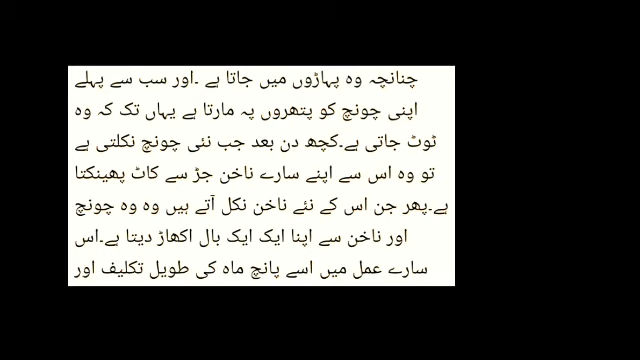 چنانچہ وہ پہاڑوں میں جاتا ہے ۔اور سب سے پہلے
اپنی چونچ کو پتھروں پہ مارتا ہے یہاں تک کہ وہ
ٹوٹ جاتی ہے۔کچھ دن بعد جب نئی چونچ نکلتی ہے
تو وہ اس سے اپنے سارے ناخن جڑ سے کاٹ پھینکتا
ہے۔پھر جن اس کے نئے ناخن نکل آتے ہیں وہ وہ چونچ
اور ناخن سے اپنا ایک ایک بال اکھاڑ دیتا ہے۔اس
سارے عمل میں اسے پانچ ماہ کی طویل تکلیف اور